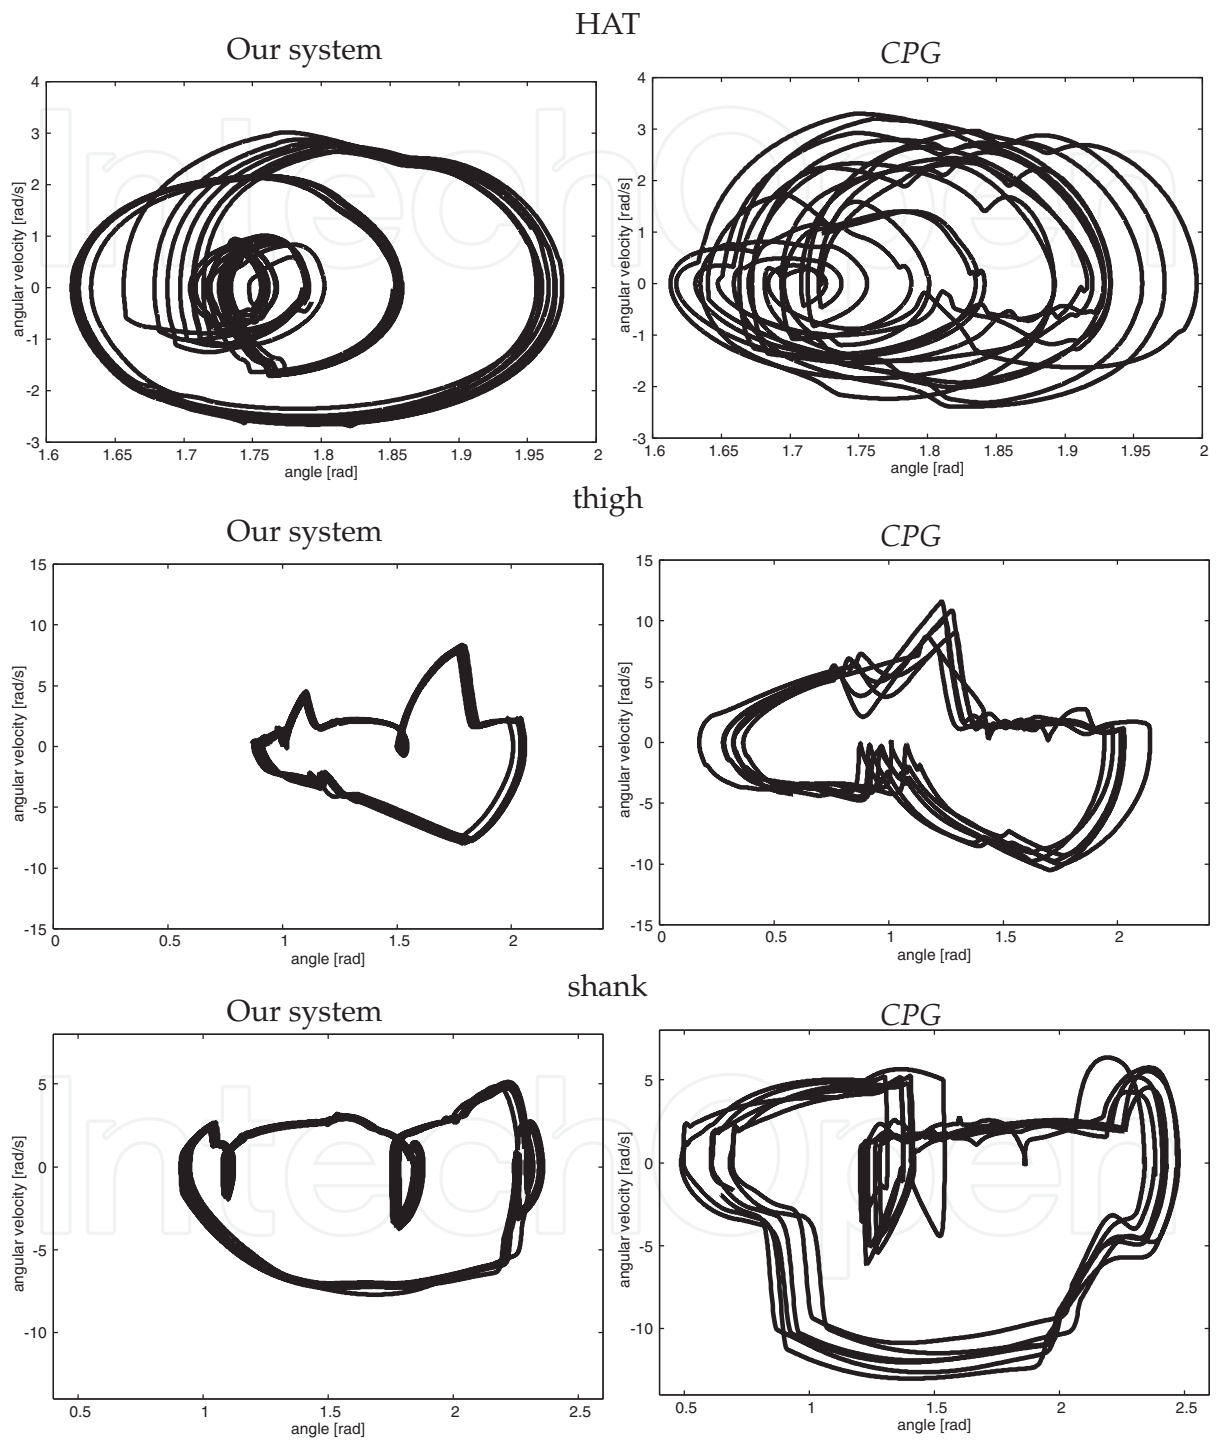 HAT
Our system
CPG
4
3
2
1
0
-1
-2
-3
angular velocity [rad/s]
1.6 1.65 1.7 1.75 1.8 1.85 1.9 1.95 2
angle [rad]
4
3
2
1
0
-1
-2
-3
angular velocity [rad/s]
1.6 1.65 1.7 1.75 1.8 1.85 1.9 1.95 2
angle [rad]
InTechOpen
thigh
Our system
CPG
15
10
5
0
-5
-10
-15
angular velocity [rad/s]
0 0.5 1 1.5 2
angle [rad]
15
10
5
0
-5
-10
-15
angular velocity [rad/s]
0 0.5 1 1.5 2
angle [rad]
shank
Our system
CPG
5
0
-5
-10
angular velocity [rad/s]
0.5 1 1.5 2 2.5
angle [rad]
5
0
-5
-10
angular velocity [rad/s]
0.5 1 1.5 2 2.5
angle [rad]
InTechOpen